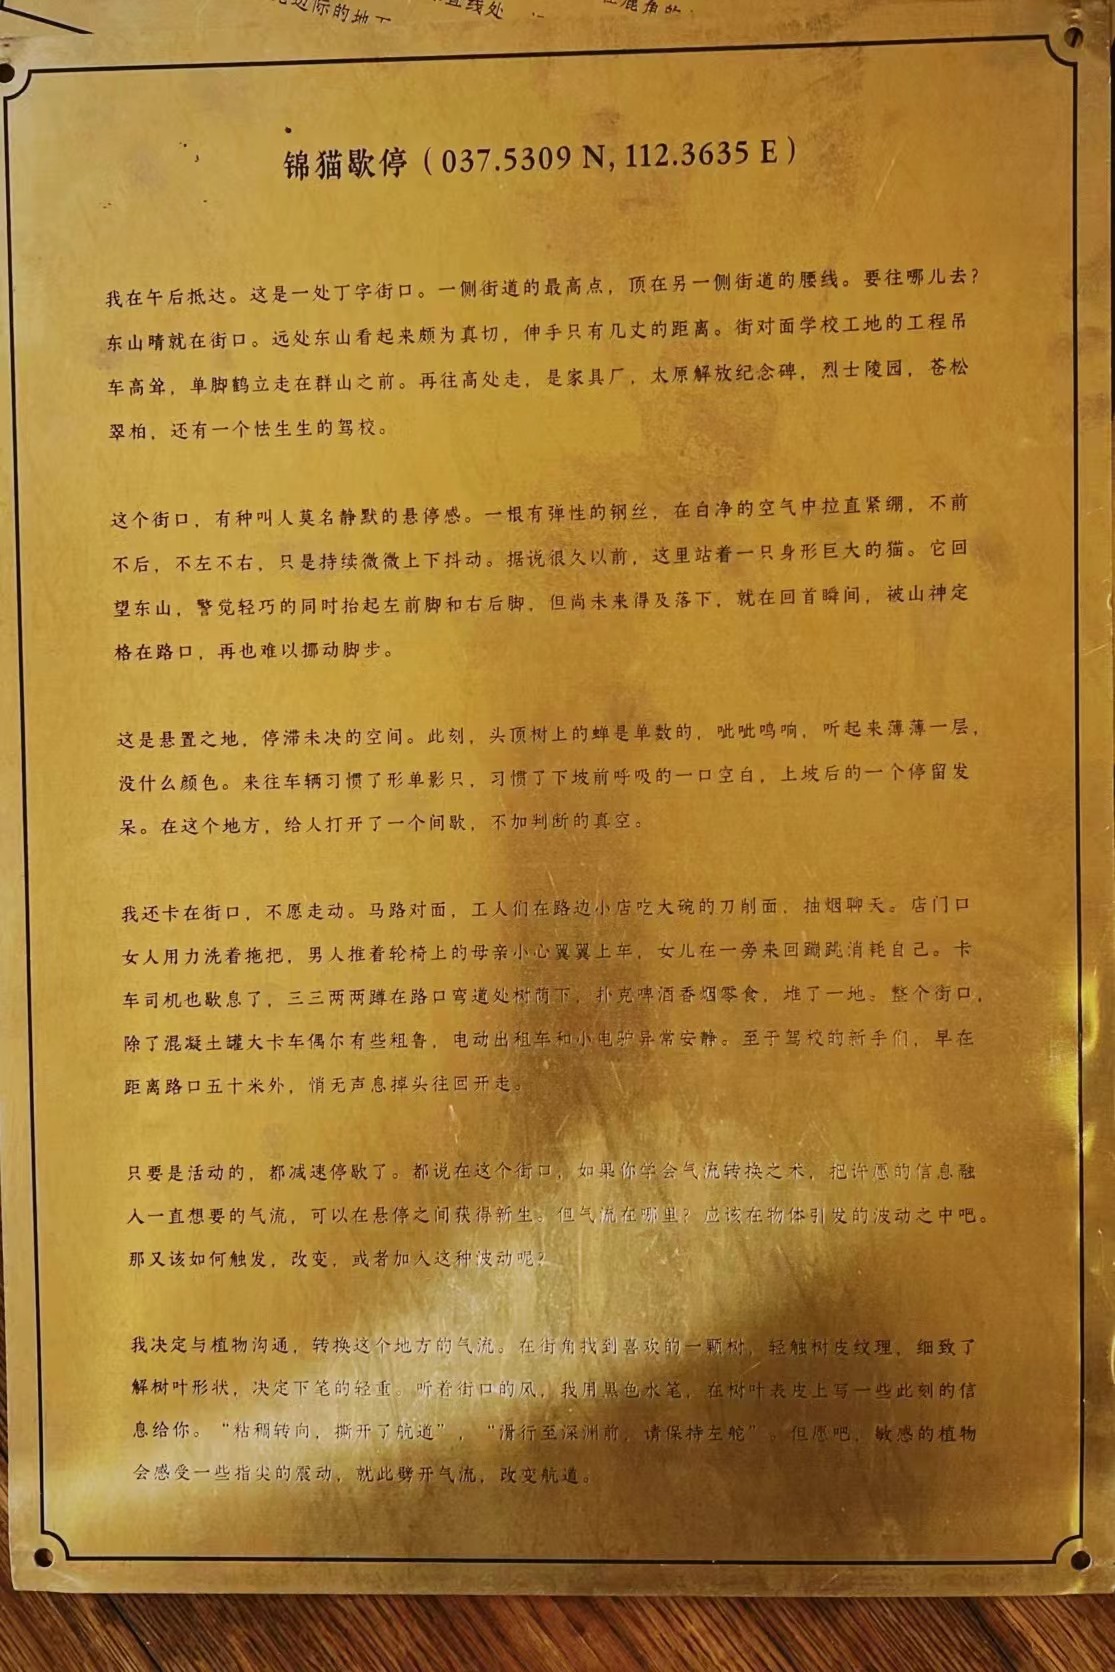 无边际的地下
直线处
在鹿角的
锦猫歇停（037.5309 N, 112.3635 E）
我在午后抵达。这是一处丁字街口。一侧街道的最高点，顶在另一侧街道的腰线。要往哪儿去？
东山晴就在街口。远处东山看起来颇为真切，伸手只有几丈的距离。街对面学校工地的工程吊
车高耸，单脚鹤立走在群山之前。再往高处走，是家具厂，太原解放纪念碑，烈士陵园，苍松
翠柏，还有一个怯生生的驾校。
这个街口，有种叫人莫名静默的悬停感。一根有弹性的钢丝，在白净的空气中拉直紧绷，不前
不后，不左不右，只是持续微微上下抖动。据说很久以前，这里站着一只身形巨大的猫。它回
望东山，警觉轻巧的同时抬起左前脚和右后脚，但尚未来得及落下，就在回首瞬间，被山神定
格在路口，再也难以挪动脚步。
这是悬置之地，停滞未决的空间。此刻，头顶树上的蝉是单数的，呲呲鸣响，听起来薄薄一层，
没什么颜色。来往车辆习惯了形单影只，习惯了下坡前呼吸的一口空白，上坡后的一个停留发
呆。在这个地方，给人打开了一个间歇，不加判断的真空。
我还卡在街口，不愿走动。马路对面，工人们在路边小店吃大碗的刀削面，抽烟聊天。店门口
女人用力洗着拖把，男人推着轮椅上的母亲小心翼翼上车，女儿在一旁来回蹦跳消耗自己。卡
车司机也歇息了，三三两两蹲在路口弯道处树荫下，扑克啤酒香烟零食，堆了一地。整个街口，
除了混凝土罐大卡车偶尔有些粗鲁，电动出租车和小电驴异常安静。至于驾校的新手们，早在
距离路口五十米外，悄无声息掉头往回开走。
只要是活动的，都减速停歇了。都说在这个街口，如果你学会气流转换之术，把许愿的信息融
入一直想要的气流，可以在悬停之间获得新生。但气流在哪里？应该在物体引发的波动之中吧。
那又该如何触发，改变，或者加入这种波动呢？
我决定与植物沟通，转换这个地方的气流。在街角找到喜欢的一颗树，轻触树皮纹理，细致了
解树叶形状，决定下笔的轻重。听着街口的风，我用黑色水笔，在树叶表皮上写一些此刻的信
息给你。“粘稠转向，撕开了航道”，“滑行至深渊前，请保持左舵”。但愿吧，敏感的植物
会感受一些指尖的震动，就此劈开气流，改变航道。